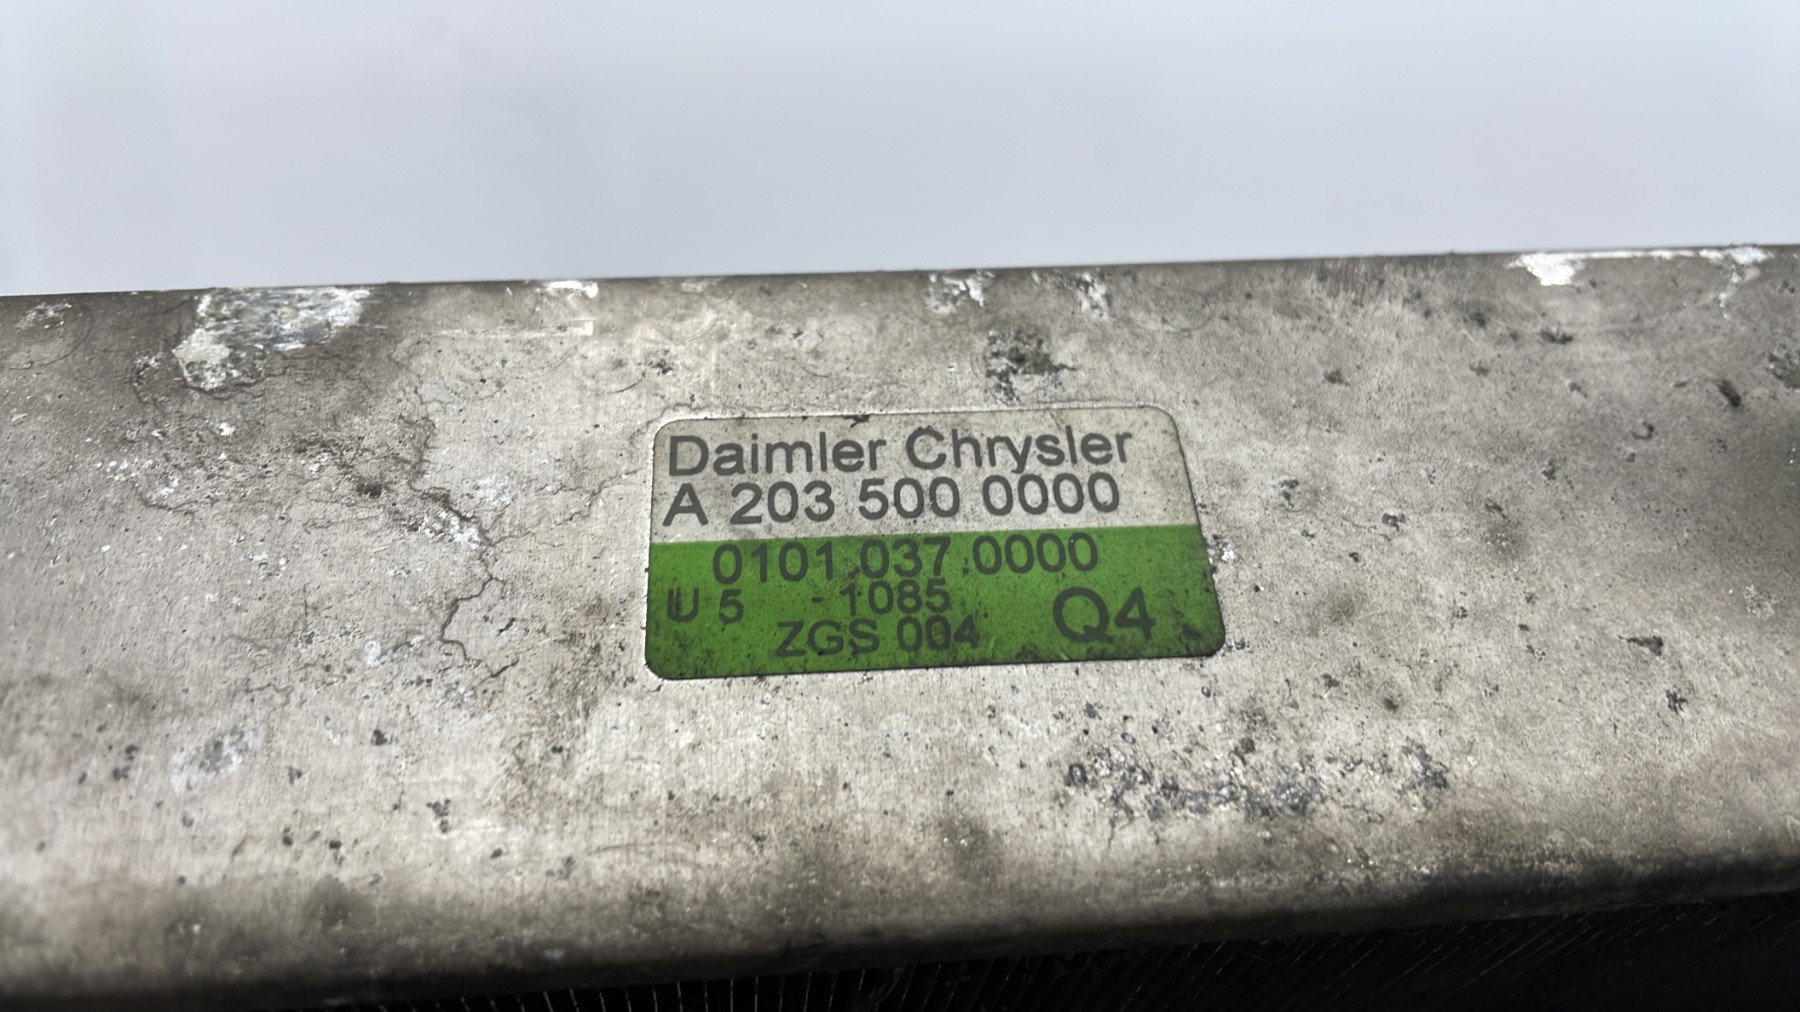 Daimler Chrysler
A 203 500 0000
0101.037.0000
U 5 - 1085
ZGS 004 Q4